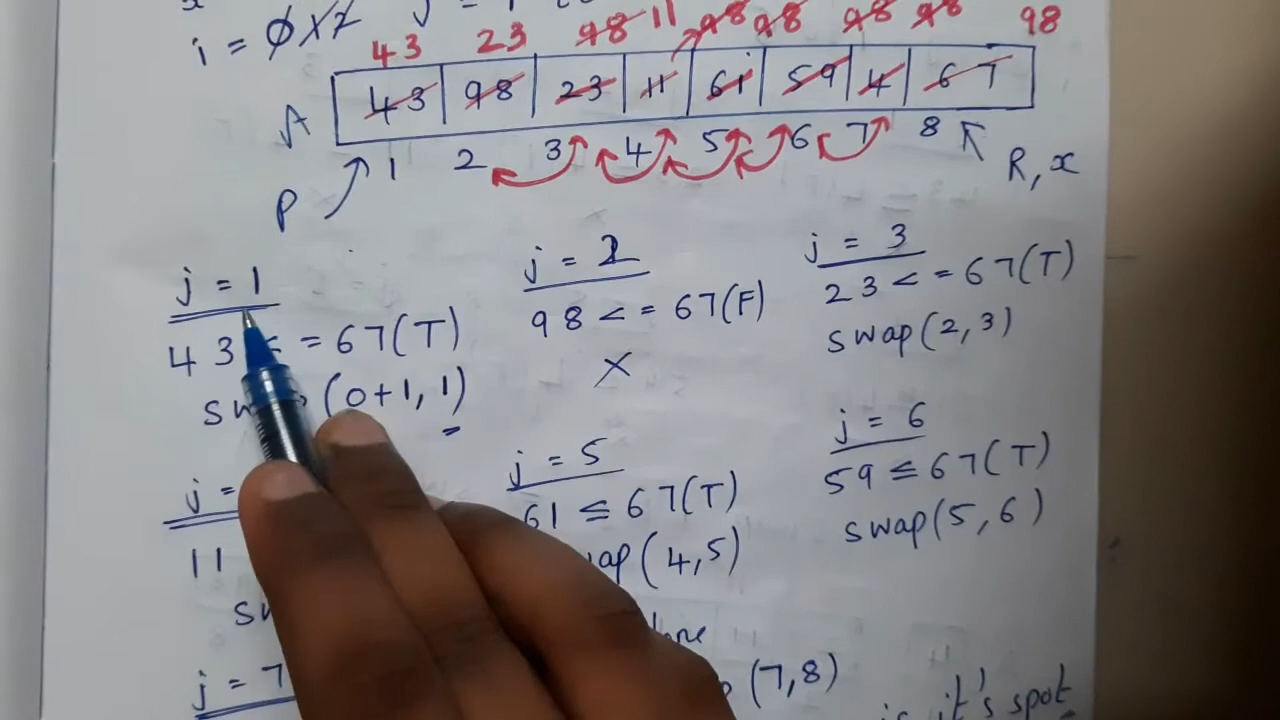 i = 0 1 2
43 23 98 11 98 98 98 98 98
A 43 98 23 11 61 59 4 67
1 2 3 4 5 6 7 8
P R, x
j = 1 j = 2 j = 3
43 <= 67(T) 98 <= 67(F) 23 <= 67(T)
(0+1, 1) X swap(2,3)
j = j = 5 j = 6
11 61 ≤ 67(T) 59 ≤ 67(T)
(4,5) swap(5,6)
j = 7 (7,8) it's spot